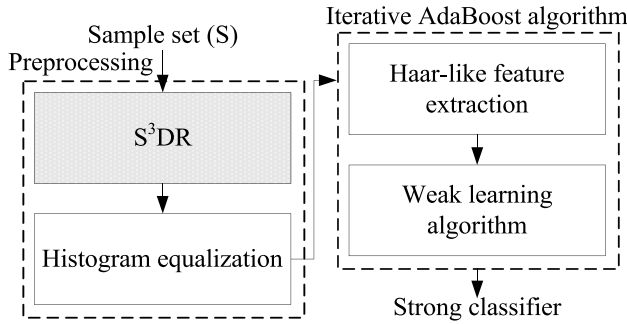 Sample set (S)
Preprocessing
S³DR
Histogram equalization
Iterative AdaBoost algorithm
Haar-like feature
extraction
Weak learning
algorithm
Strong classifier